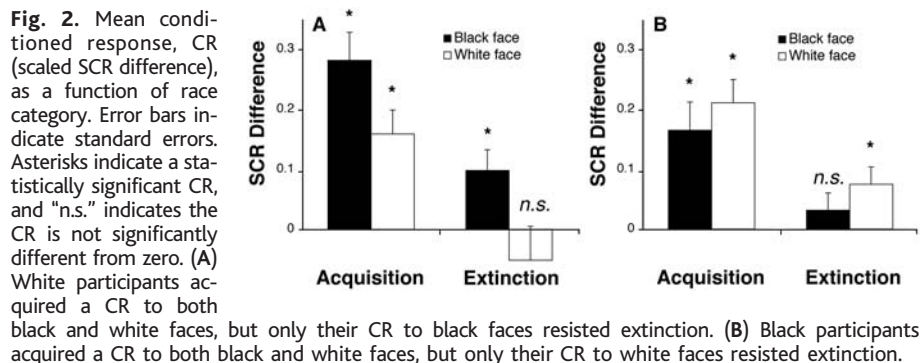 Fig. 2. Mean condi-
tioned response, CR
(scaled SCR difference),
as a function of race
category. Error bars in-
dicate standard errors.
Asterisks indicate a sta-
tistically significant CR,
and “n.s.” indicates the
CR is not significantly
different from zero. (A)
White participants ac-
quired a CR to both
black and white faces, but only their CR to black faces resisted extinction. (B) Black participants
acquired a CR to both black and white faces, but only their CR to white faces resisted extinction.
A
SCR Difference
0.3
0.2
0.1
0
Black face
White face
*
*
*
n.s.
Acquisition Extinction
B
SCR Difference
0.3
0.2
0.1
0
Black face
White face
*
*
n.s.
*
Acquisition Extinction